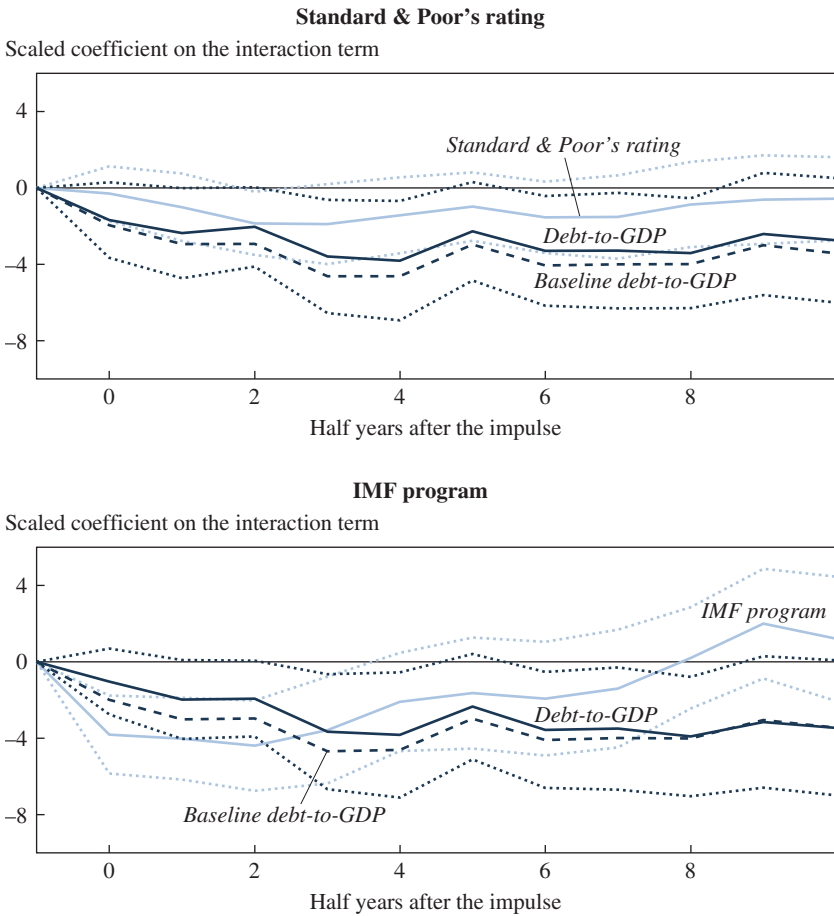 Standard & Poor's rating
Scaled coefficient on the interaction term
4
Standard & Poor's rating
0
Debt-to-GDP
–4
Baseline debt-to-GDP
–8
0 2 4 6 8
Half years after the impulse
IMF program
Scaled coefficient on the interaction term
4
IMF program
0
Debt-to-GDP
–4
Baseline debt-to-GDP
–8
0 2 4 6 8
Half years after the impulse